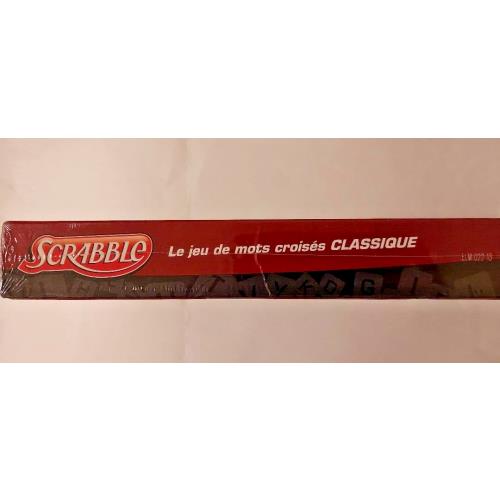 SCRABBLE
Le jeu de mots croisés CLASSIQUE